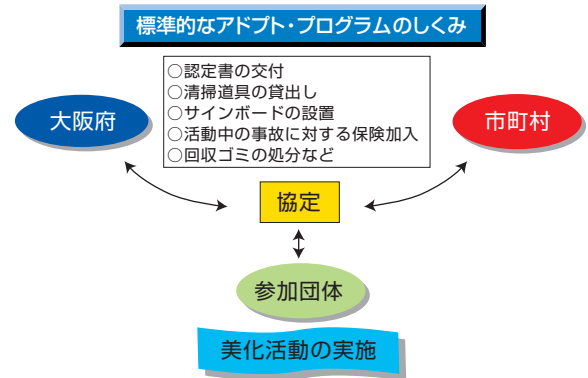 標準的なアドプト・プログラムのしくみ
○認定書の交付
○清掃道具の貸出し
○サインボードの設置
○活動中の事故に対する保険加入
○回収ゴミの処分など
大阪府
市町村
協定
参加団体
美化活動の実施